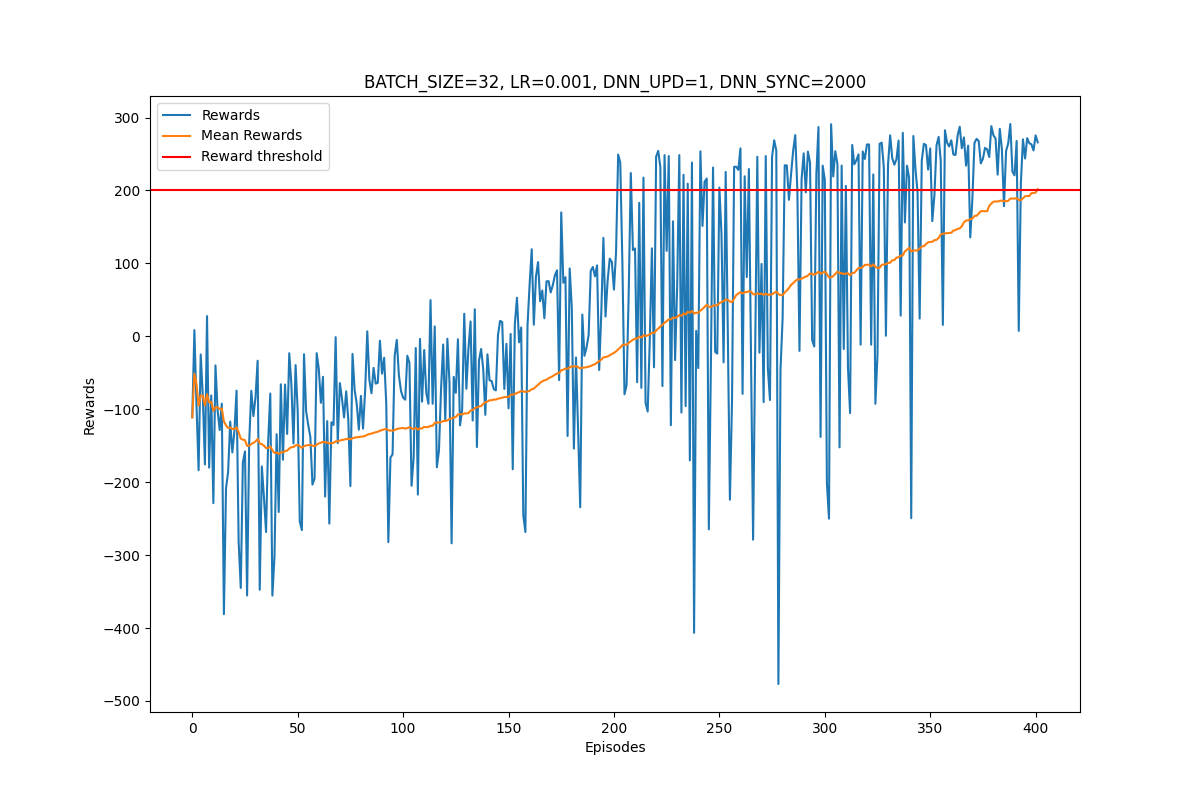 BATCH_SIZE=32, LR=0.001, DNN_UPD=1, DNN_SYNC=2000
Rewards
Mean Rewards
Reward threshold
300
200
100
0
−100
−200
−300
−400
−500
Rewards
0 50 100 150 200 250 300 350 400
Episodes